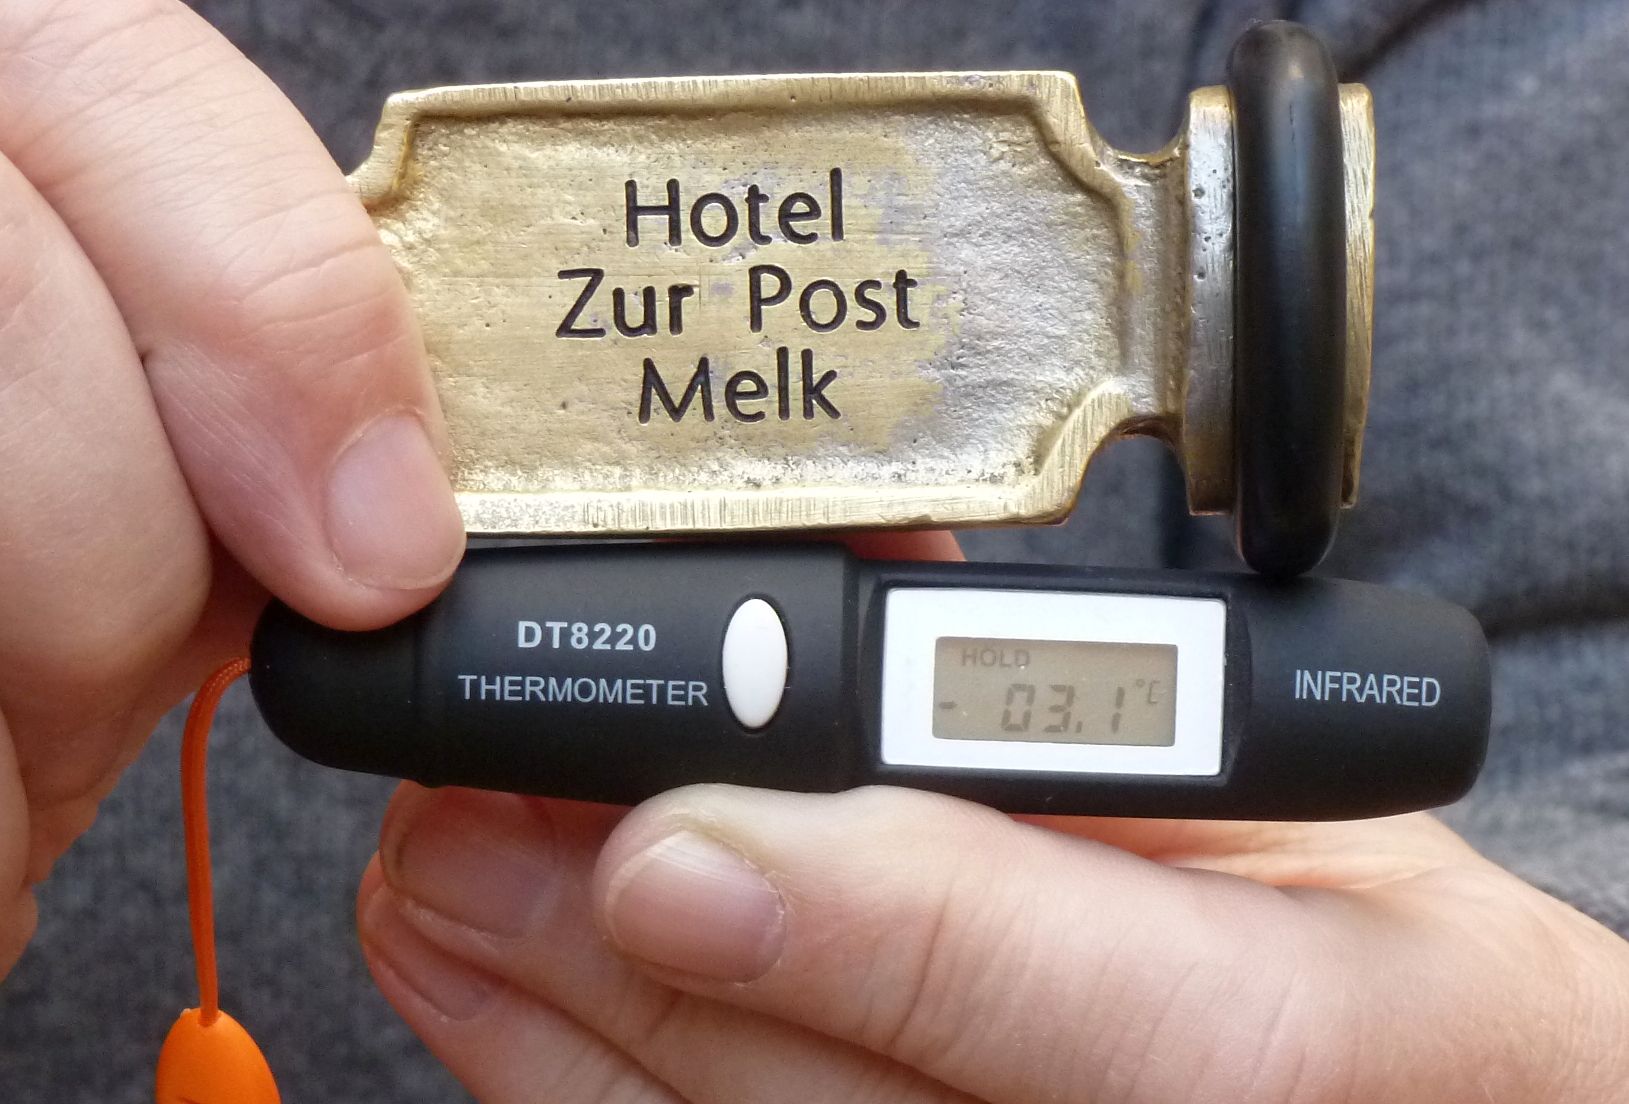 Hotel
Zur Post
Melk
DT8220
THERMOMETER
HOLD
- 03.1 °C
INFRARED